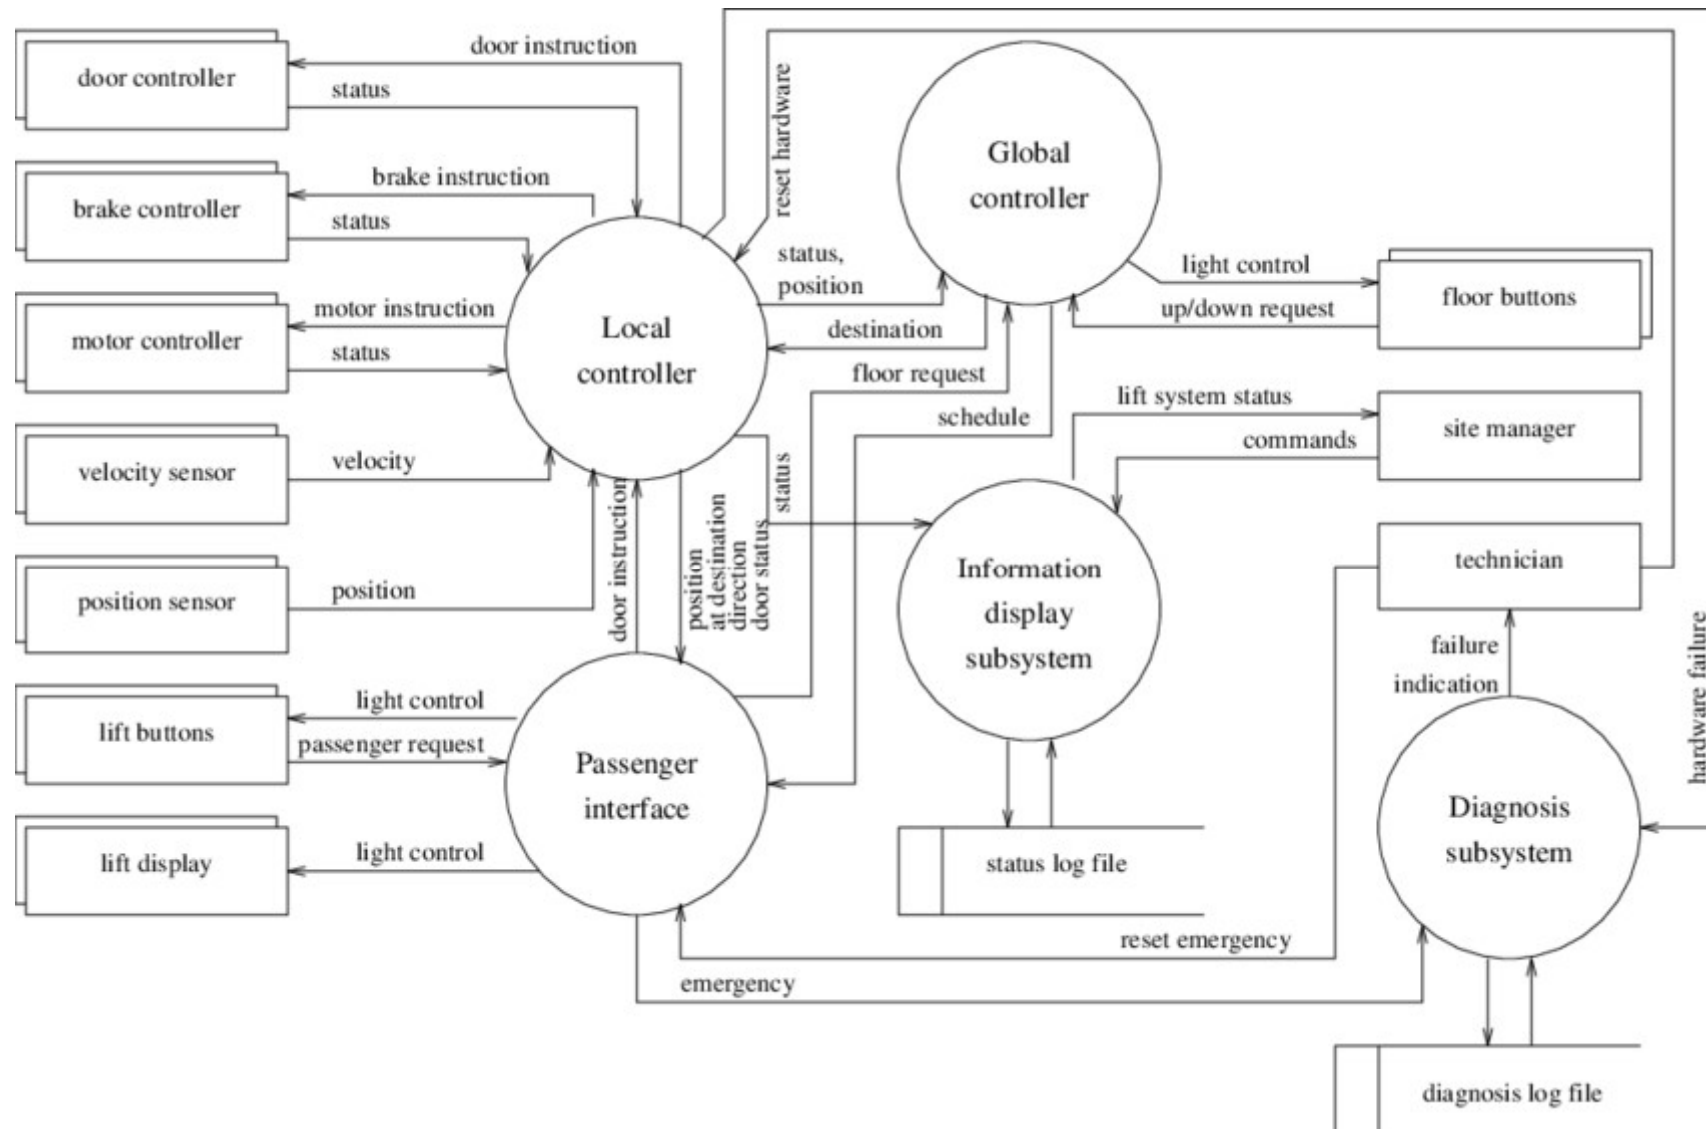 door instruction
door controller
status
reset hardware
Global
controller
brake instruction
brake controller
status
status,
position
light control
floor buttons
up/down request
motor instruction
motor controller
status
Local
controller
destination
floor request
schedule
lift system status
site manager
commands
velocity sensor
velocity
status
door instruction
position
at destination
direction
door status
Information
display
subsystem
technician
position sensor
position
failure
indication
hardware failure
light control
lift buttons
passenger request
Passenger
interface
Diagnosis
subsystem
light control
lift display
status log file
reset emergency
emergency
diagnosis log file